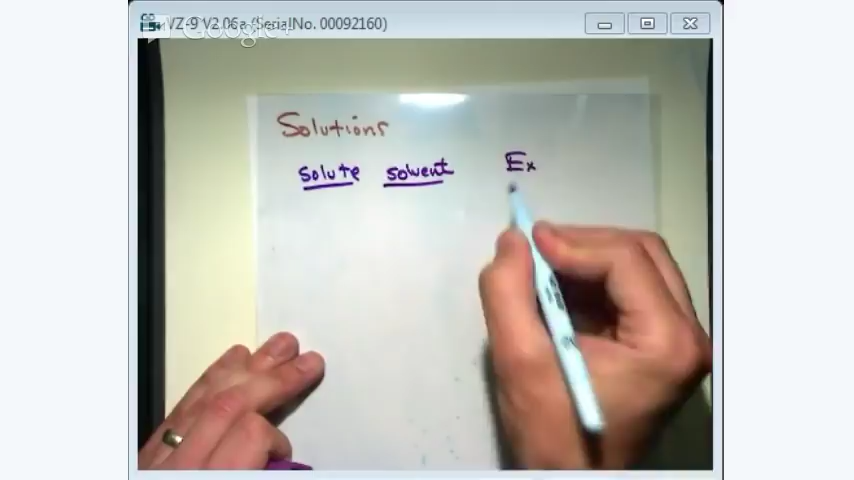 VZ-9 V2.06a (SerialNo. 00092160)
Google+
Solutions
solute solvent Ex